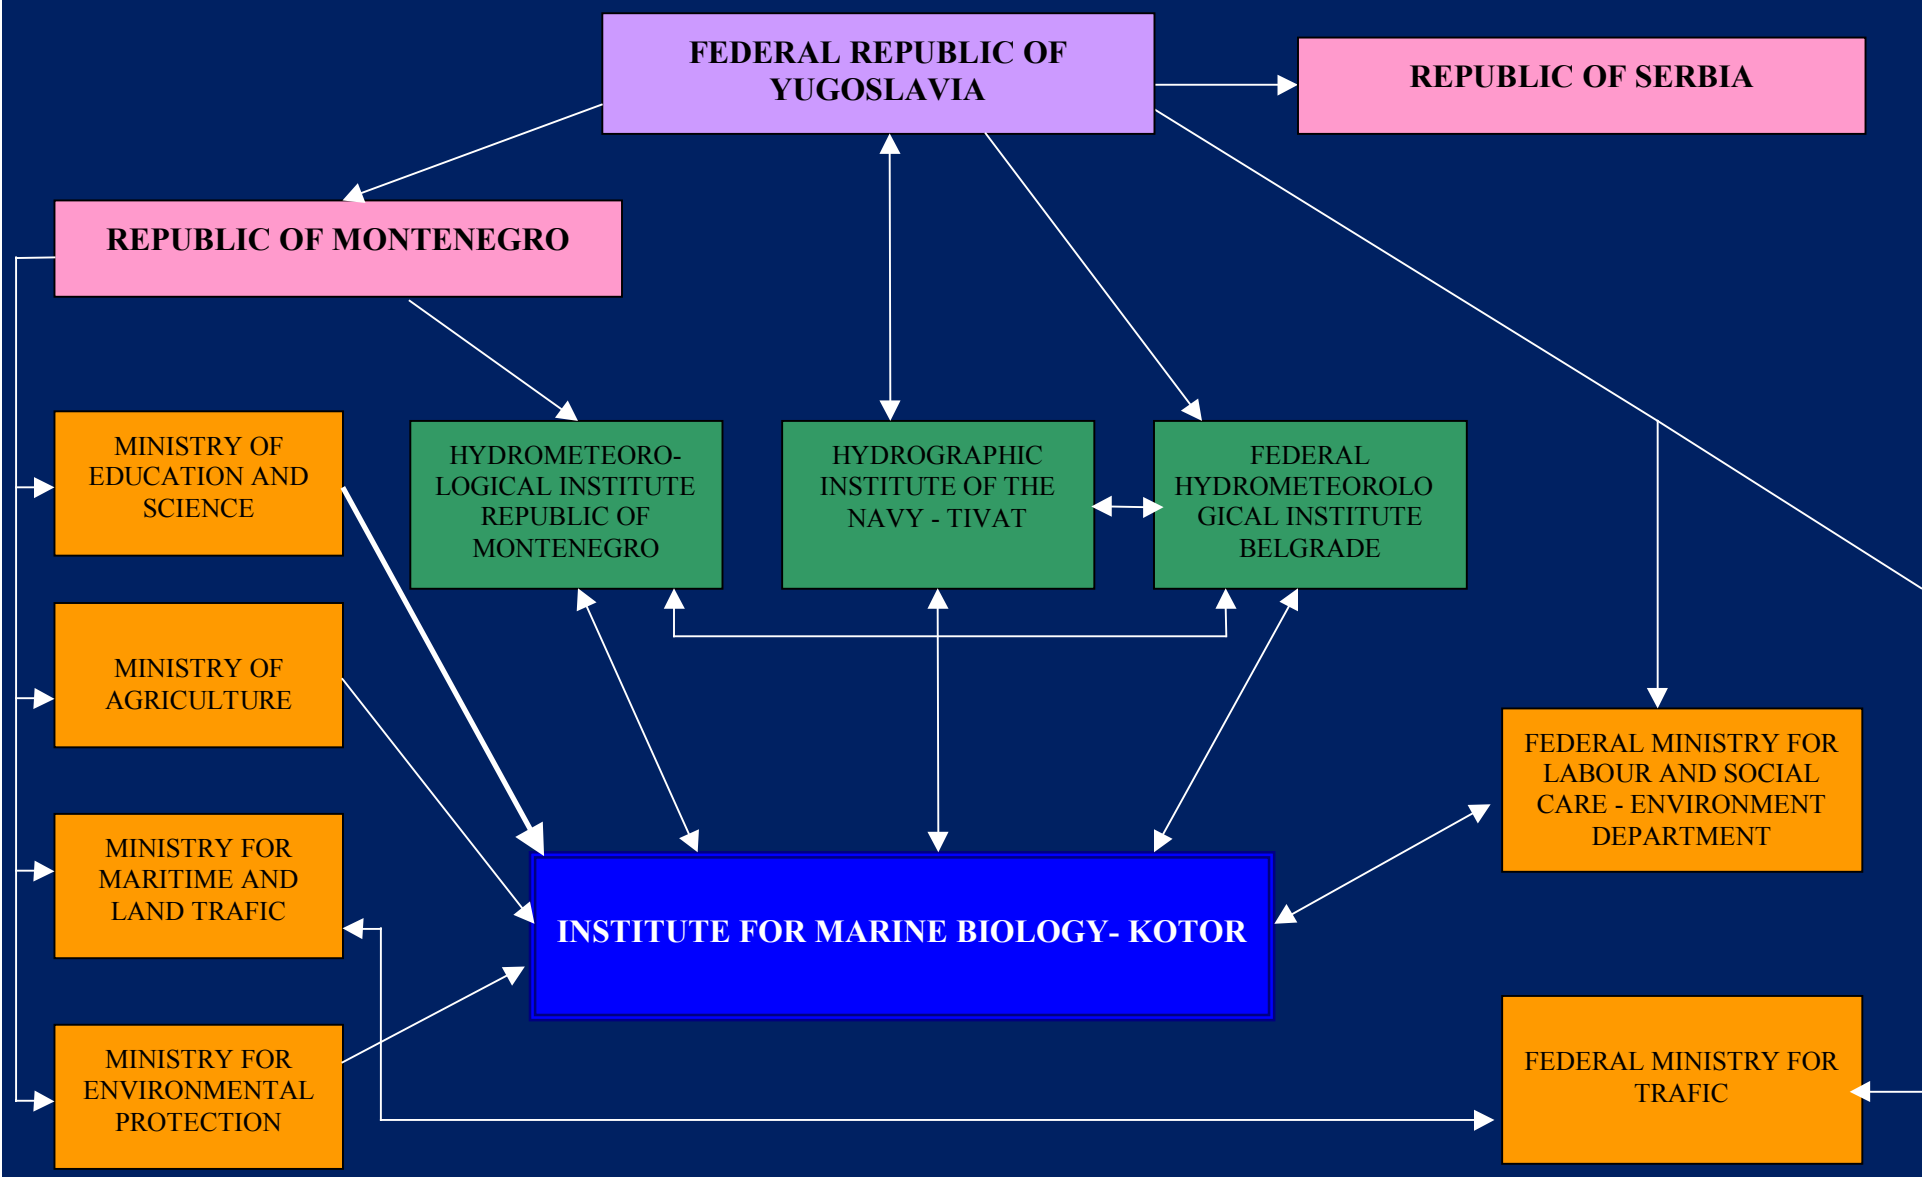 FEDERAL REPUBLIC OF
YUGOSLAVIA
REPUBLIC OF SERBIA
REPUBLIC OF MONTENEGRO
MINISTRY OF
EDUCATION AND
SCIENCE
HYDROMETEORO-
LOGICAL INSTITUTE
REPUBLIC OF
MONTENEGRO
HYDROGRAPHIC
INSTITUTE OF THE
NAVY - TIVAT
FEDERAL
HYDROMETEOROLO
GICAL INSTITUTE
BELGRADE
MINISTRY OF
AGRICULTURE
FEDERAL MINISTRY FOR
LABOUR AND SOCIAL
CARE - ENVIRONMENT
DEPARTMENT
MINISTRY FOR
MARITIME AND
LAND TRAFIC
INSTITUTE FOR MARINE BIOLOGY- KOTOR
MINISTRY FOR
ENVIRONMENTAL
PROTECTION
FEDERAL MINISTRY FOR
TRAFIC